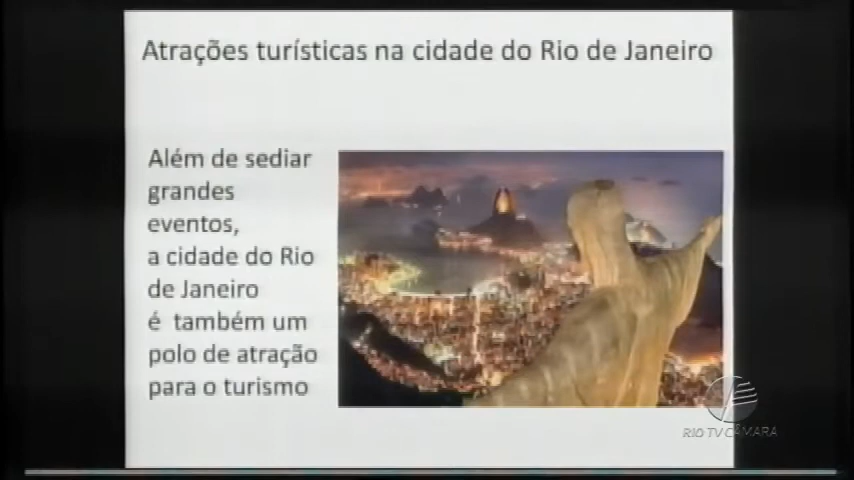 Atrações turísticas na cidade do Rio de Janeiro
Além de sediar
grandes
eventos,
a cidade do Rio
de Janeiro
é também um
polo de atração
para o turismo
RIO TV CÂMARA